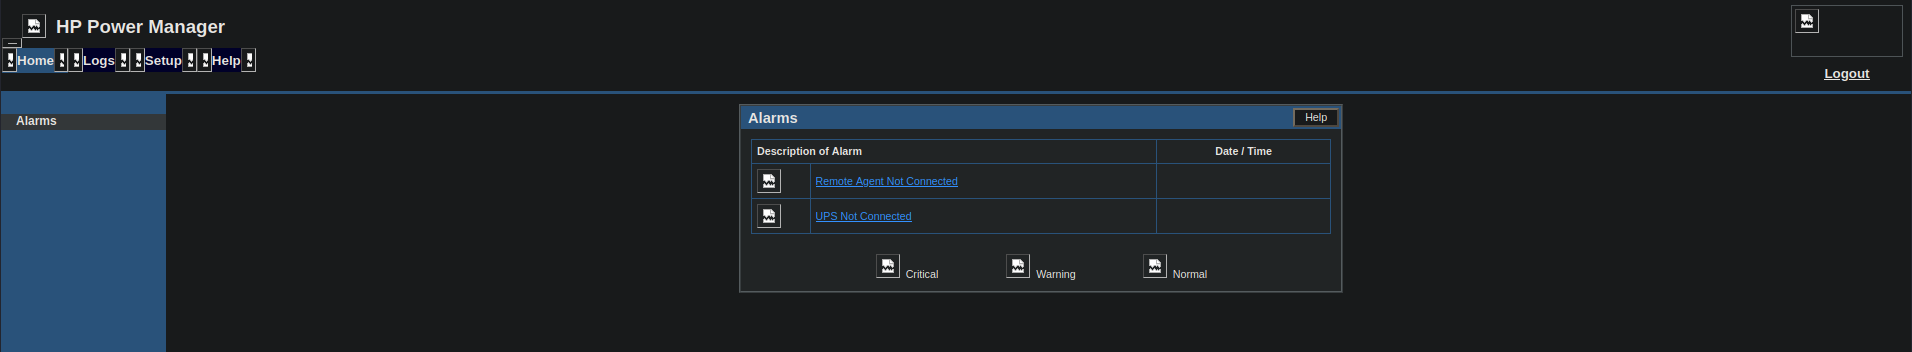 HP Power Manager
Home Logs Setup Help
Logout
Alarms
Alarms Help
Description of Alarm Date / Time
Remote Agent Not Connected
UPS Not Connected
Critical Warning Normal